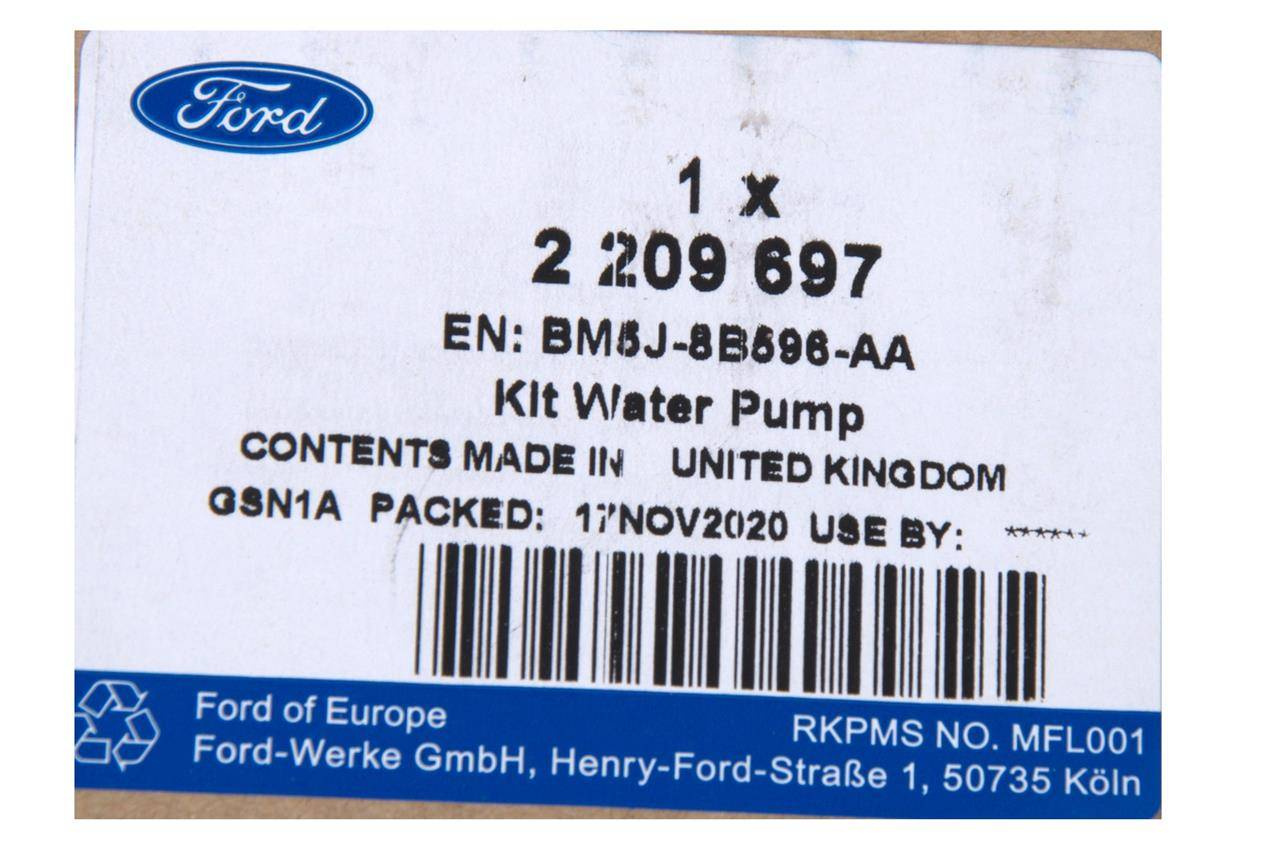 Ford
1 x
2 209 697
EN: BM5J-8B596-AA
Kit Water Pump
CONTENTS MADE IN UNITED KINGDOM
GSN1A PACKED: 17NOV2020 USE BY: ******
Ford of Europe
RKPMS NO. MFL001
Ford-Werke GmbH, Henry-Ford-Straße 1, 50735 Köln